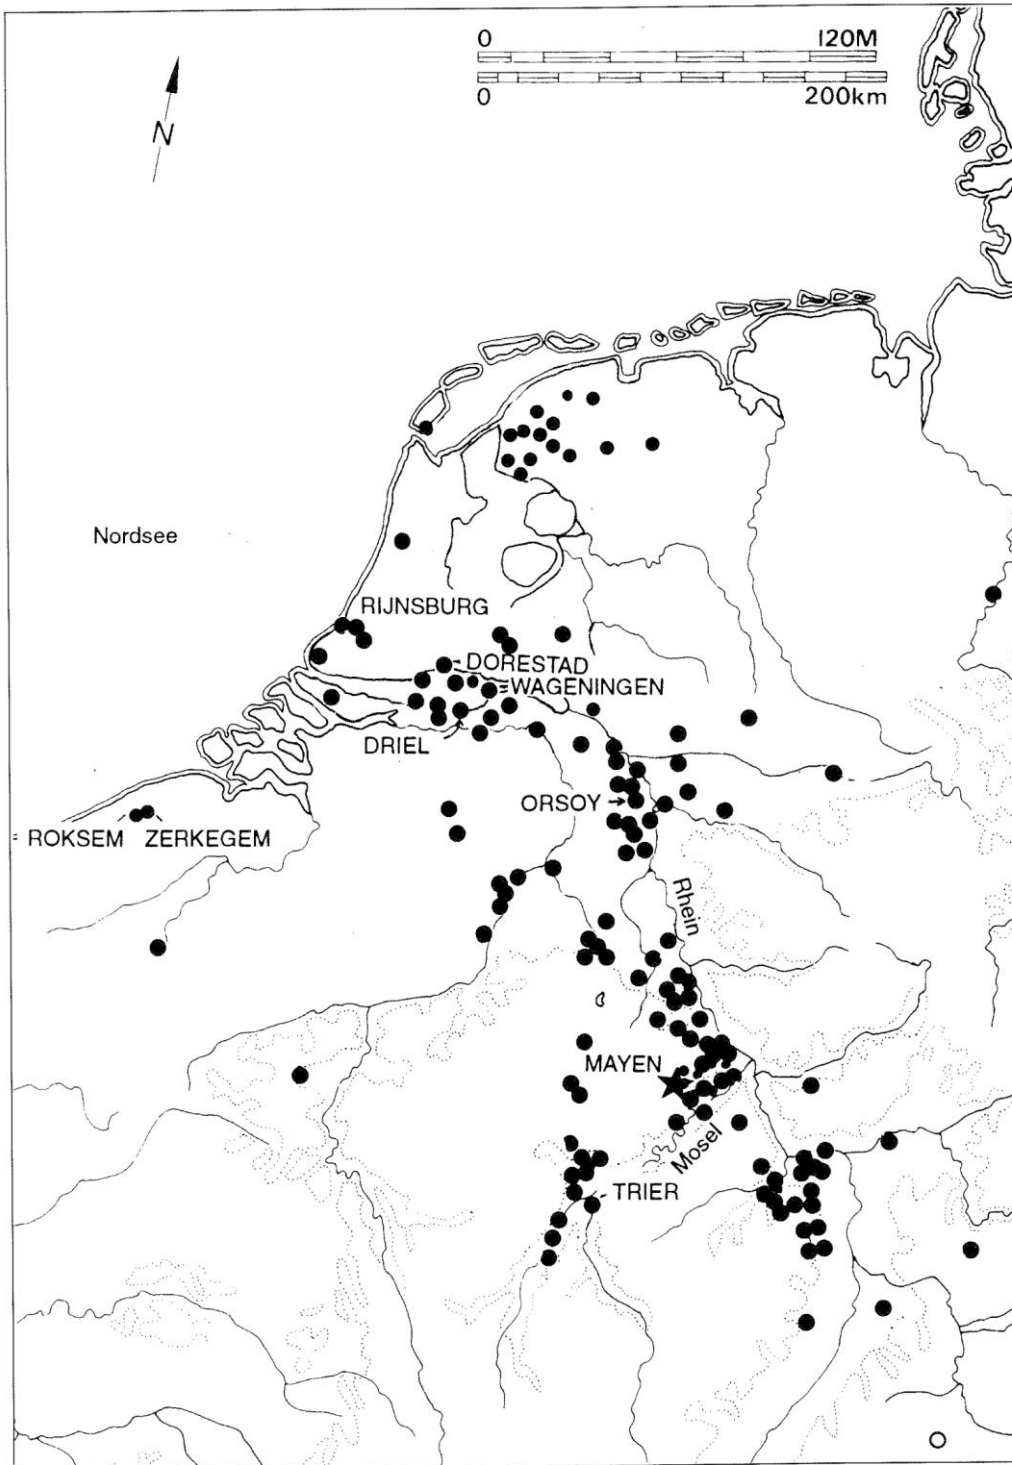 0 120M
0 200km
N
Nordsee
RIJNSBURG
DORESTAD
WAGENINGEN
DRIEL
ORSOY
ROKSEM ZERKEGEM
Rhein
MAYEN
Mosel
TRIER